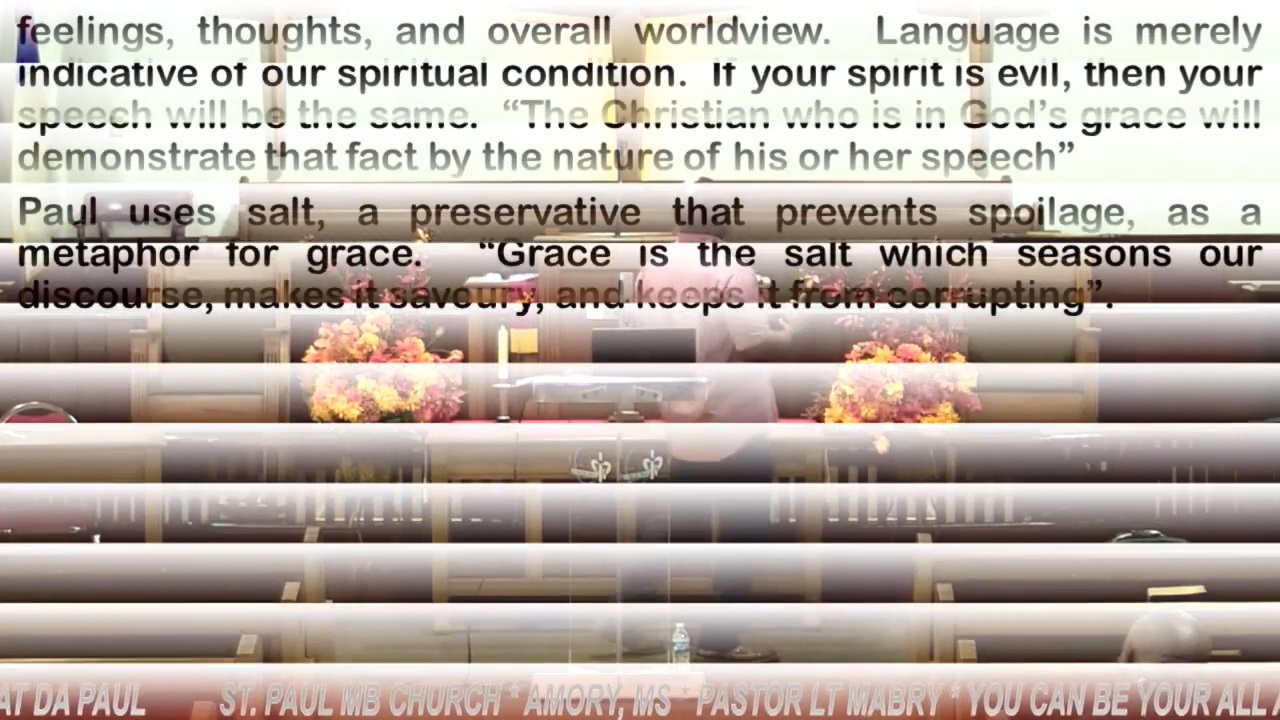 feelings, thoughts, and overall worldview. Language is merely
indicative of our spiritual condition. If your spirit is evil, then your
speech will be the same. “The Christian who is in God’s grace will
demonstrate that fact by the nature of his or her speech”
Paul uses salt, a preservative that prevents spoilage, as a
metaphor for grace. “Grace is the salt which seasons our
discourse, makes it savoury, and keeps it from corrupting”.
AT DA PAUL ST. PAUL MB CHURCH * AMORY, MS * PASTOR LT MABRY * YOU CAN BE YOUR ALL